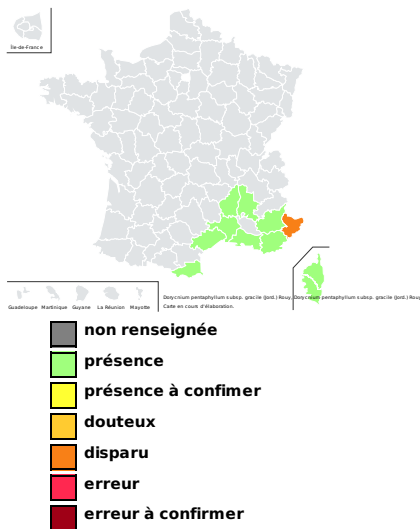 Île-de-France
Guadeloupe Martinique Guyane La Réunion Mayotte
Dorycnium pentaphyllum subsp. gracile (Jord.) Rouy, Dorycnium pentaphyllum subsp. gracile (Jord.) Rouy
Carte en cours d'élaboration.
non renseignée
présence
présence à confimer
douteux
disparu
erreur
erreur à confirmer